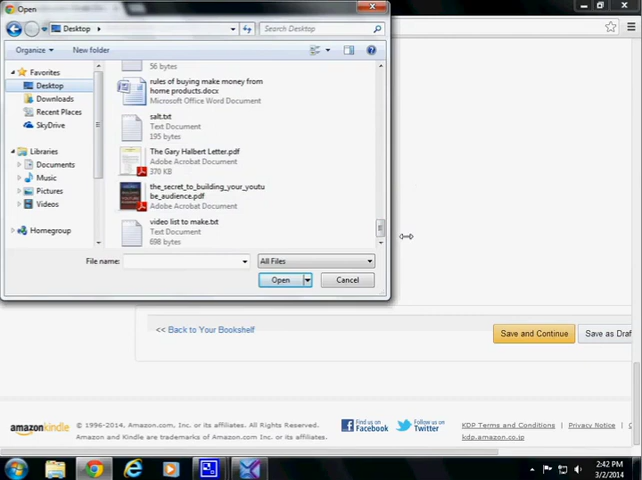 Open
Desktop
Search Desktop
Organize
New folder
Favorites
Desktop
Downloads
Recent Places
SkyDrive
Libraries
Documents
Music
Pictures
Videos
Homegroup
56 bytes
rules of buying make money from
home products.docx
Microsoft Office Word Document
salt.txt
Text Document
195 bytes
The Gary Halbert Letter.pdf
Adobe Acrobat Document
370 KB
the_secret_to_building_your_youtu
be_audience.pdf
Adobe Acrobat Document
video list to make.txt
Text Document
698 bytes
File name:
All Files
Open
Cancel
<< Back to Your Bookshelf
Save and Continue
Save as Draf
amazonkindle
© 1996-2014, Amazon.com, Inc. or its affiliates. All Rights Reserved.
Amazon and Kindle are trademarks of Amazon.com Inc. or its affiliates.
Find us on
Facebook
Follow us on
Twitter
KDP Terms and Conditions | Privacy Notice |
kdp.amazon.co.jp
2:42 PM
3/2/2014